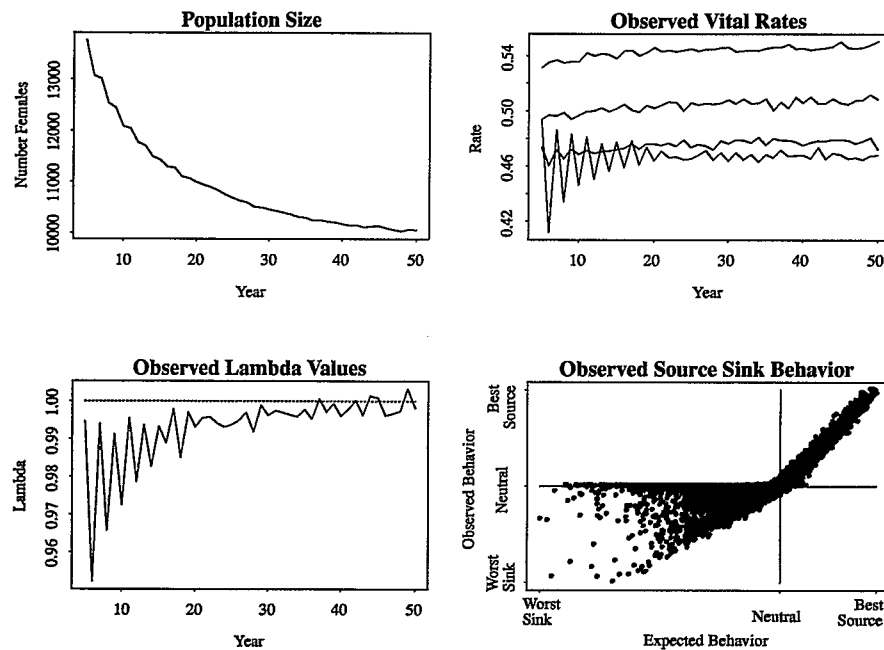 Population Size
Number Females
13000
12000
11000
10000
10 20 30 40 50
Year
Observed Vital Rates
Rate
0.54
0.50
0.46
0.42
10 20 30 40 50
Year
Observed Lambda Values
Lambda
1.00
0.99
0.98
0.97
0.96
10 20 30 40 50
Year
Observed Source Sink Behavior
Observed Behavior
Best
Source
Neutral
Worst
Sink
Worst
Sink
Neutral
Best
Source
Expected Behavior